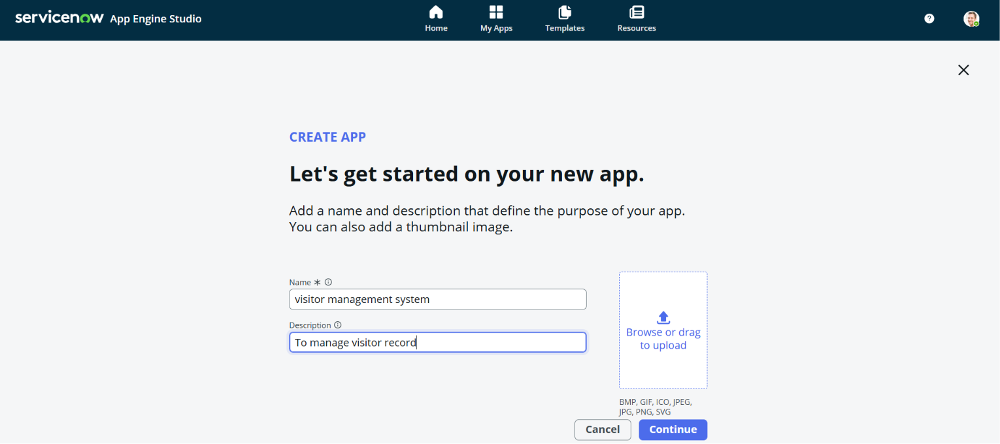 servicenow App Engine Studio
Home
My Apps
Templates
Resources
?
CREATE APP
Let's get started on your new app.
Add a name and description that define the purpose of your app.
You can also add a thumbnail image.
Name *
visitor management system
Description
To manage visitor record
Browse or drag
to upload
BMP, GIF, ICO, JPEG,
JPG, PNG, SVG
Cancel
Continue